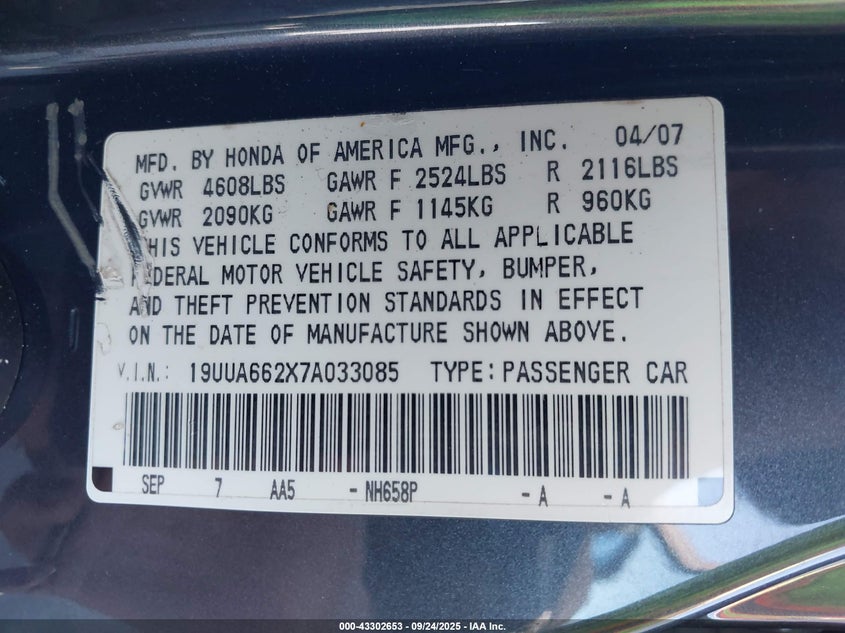 MFD. BY HONDA OF AMERICA MFG., INC. 04/07
GVWR 4608LBS GAWR F 2524LBS R 2116LBS
GVWR 2090KG GAWR F 1145KG R 960KG
THIS VEHICLE CONFORMS TO ALL APPLICABLE
FEDERAL MOTOR VEHICLE SAFETY, BUMPER,
AND THEFT PREVENTION STANDARDS IN EFFECT
ON THE DATE OF MANUFACTURE SHOWN ABOVE.
V.I.N.: 19UUA662X7A033085 TYPE: PASSENGER CAR
SEP 7 AA5 - NH658P - A - A
000-43302653 - 09/24/2025 - IAA Inc.